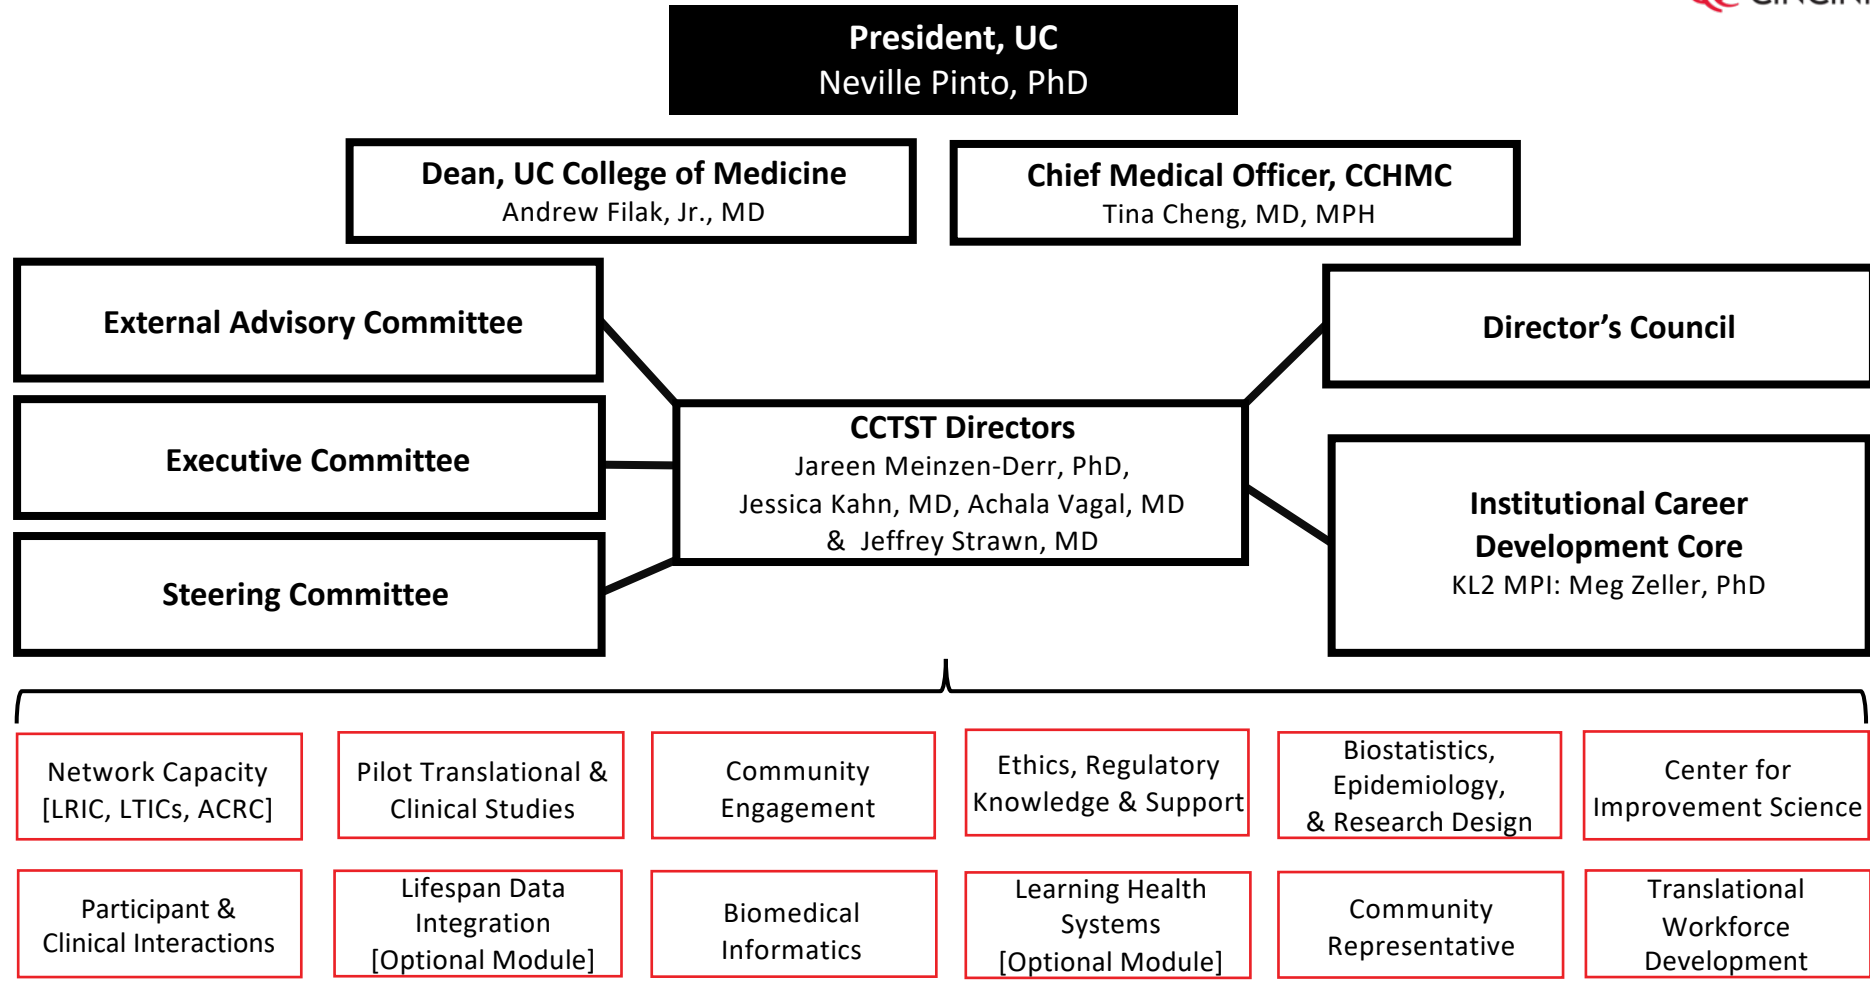 President, UC
Neville Pinto, PhD
Dean, UC College of Medicine
Andrew Filak, Jr., MD
Chief Medical Officer, CCHMC
Tina Cheng, MD, MPH
External Advisory Committee
Director’s Council
CCTST Directors
Jareen Meinzen-Derr, PhD,
Jessica Kahn, MD, Achala Vagal, MD
& Jeffrey Strawn, MD
Executive Committee
Institutional Career
Development Core
KL2 MPI: Meg Zeller, PhD
Steering Committee
Network Capacity
[LRIC, LTICs, ACRC]
Pilot Translational &
Clinical Studies
Community
Engagement
Ethics, Regulatory
Knowledge & Support
Biostatistics,
Epidemiology,
& Research Design
Center for
Improvement Science
Participant &
Clinical Interactions
Lifespan Data
Integration
[Optional Module]
Biomedical
Informatics
Learning Health
Systems
[Optional Module]
Community
Representative
Translational
Workforce
Development